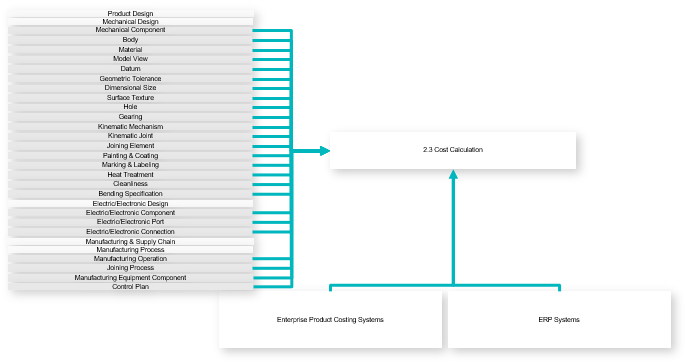 Product Design
Mechanical Design
Mechanical Component
Body
Material
Model View
Datum
Geometric Tolerance
Dimensional Size
Surface Texture
Hole
Gearing
Kinematic Mechanism
Kinematic Joint
Joining Element
Painting & Coating
Marking & Labeling
Heat Treatment
Cleanliness
Bending Specification
Electric/Electronic Design
Electric/Electronic Component
Electric/Electronic Port
Electric/Electronic Connection
Manufacturing & Supply Chain
Manufacturing Process
Manufacturing Operation
Joining Process
Manufacturing Equipment Component
Control Plan
2.3 Cost Calculation
Enterprise Product Costing Systems
ERP Systems